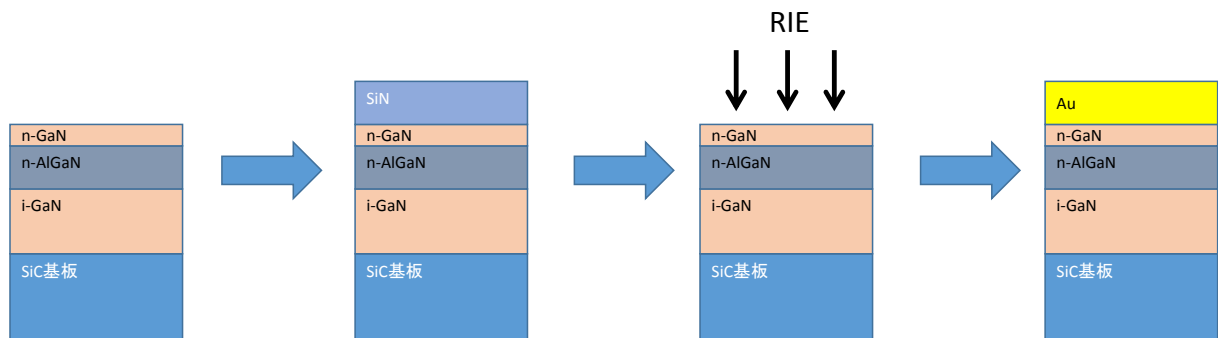 RIE
n-GaN
n-AlGaN
i-GaN
SiC基板
SiN
n-GaN
n-AlGaN
i-GaN
SiC基板
n-GaN
n-AlGaN
i-GaN
SiC基板
Au
n-GaN
n-AlGaN
i-GaN
SiC基板